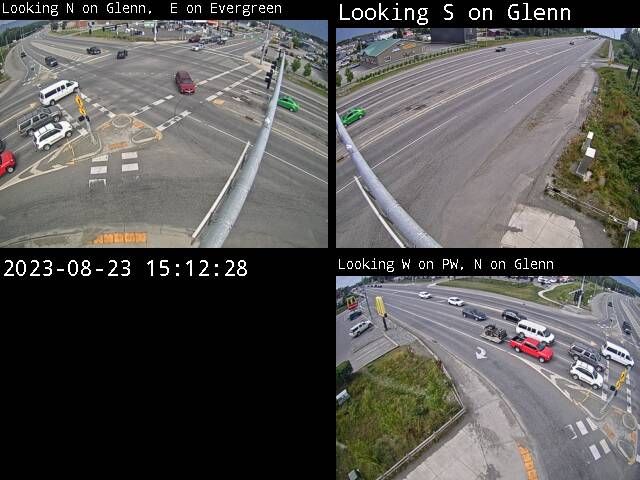 Looking N on Glenn,  E on Evergreen
Looking S on Glenn
2023-08-23 15:12:28
Looking W on PW, N on Glenn